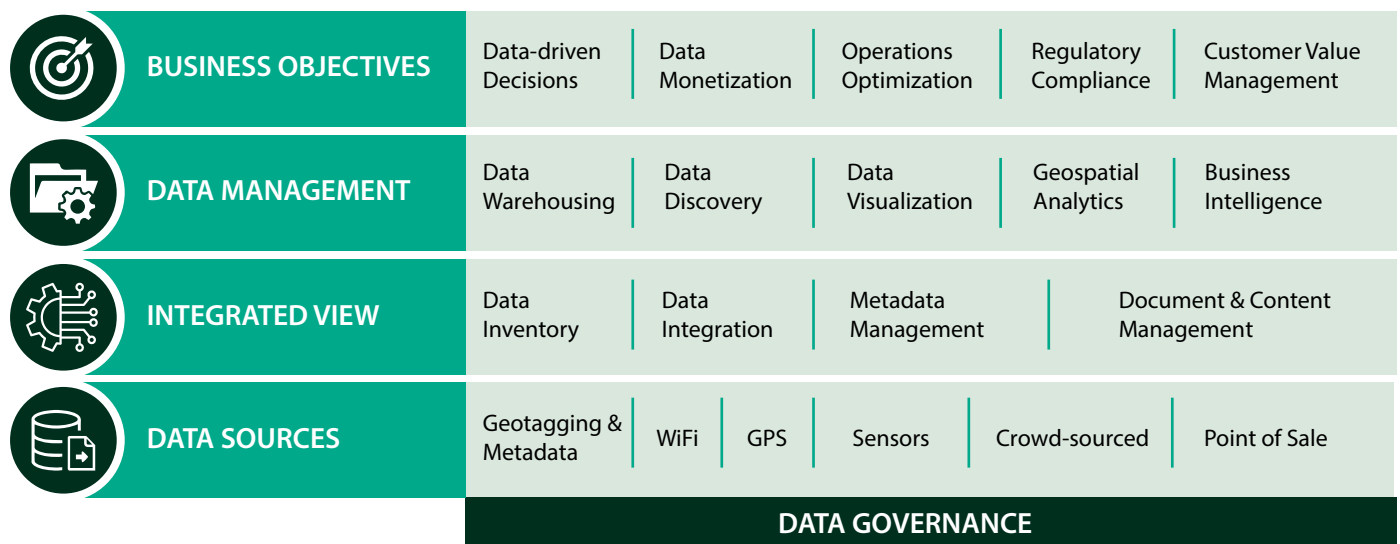 BUSINESS OBJECTIVES
Data-driven
Decisions
Data
Monetization
Operations
Optimization
Regulatory
Compliance
Customer Value
Management
DATA MANAGEMENT
Data
Warehousing
Data
Discovery
Data
Visualization
Geospatial
Analytics
Business
Intelligence
INTEGRATED VIEW
Data
Inventory
Data
Integration
Metadata
Management
Document & Content
Management
DATA SOURCES
Geotagging &
Metadata
WiFi
GPS
Sensors
Crowd-sourced
Point of Sale
DATA GOVERNANCE